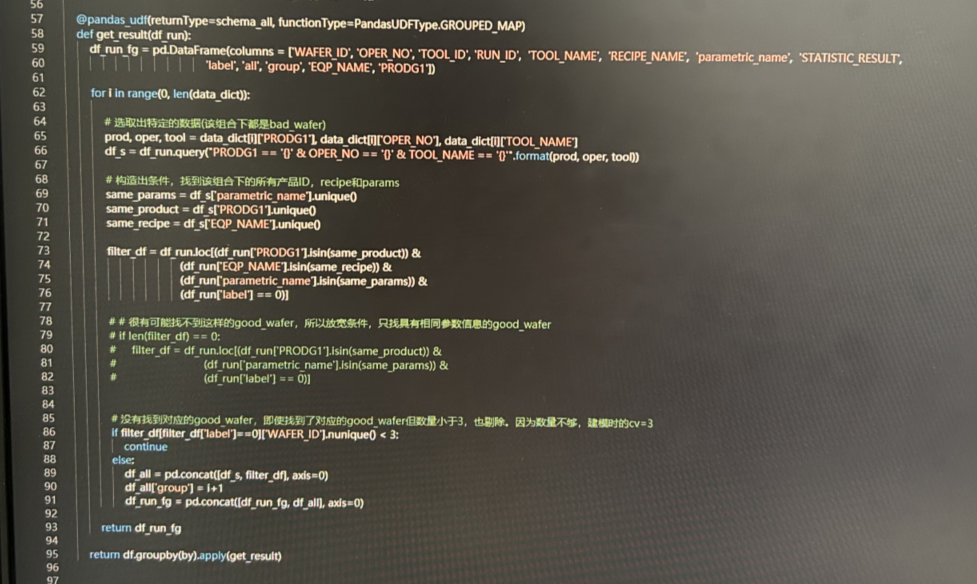 56
57 @pandas_udf(returnType=schema_all, functionType=PandasUDFType.GROUPED_MAP)
58 def get_result(df_run):
59 df_run_fg = pd.DataFrame(columns = ['WAFER_ID', 'OPER_NO', 'TOOL_ID', 'RUN_ID', 'TOOL_NAME', 'RECIPE_NAME', 'parametric_name', 'STATISTIC_RESULT',
60 'label', 'all', 'group', 'EQP_NAME', 'PRODG1'])
61
62 for i in range(0, len(data_dict)):
63
64 # 选取出特定的数据(该组合下都是bad_wafer)
65 prod, oper, tool = data_dict[i]['PRODG1'], data_dict[i]['OPER_NO'], data_dict[i]['TOOL_NAME']
66 df_s = df_run.query("PRODG1 == '{}' & OPER_NO == '{}' & TOOL_NAME == '{}'".format(prod, oper, tool))
67
68 # 构造出条件，找到该组合下的所有产品ID，recipe和params
69 same_params = df_s['parametric_name'].unique()
70 same_product = df_s['PRODG1'].unique()
71 same_recipe = df_s['EQP_NAME'].unique()
72
73 filter_df = df_run.loc[(df_run['PRODG1'].isin(same_product)) &
74 (df_run['EQP_NAME'].isin(same_recipe)) &
75 (df_run['parametric_name'].isin(same_params)) &
76 (df_run['label'] == 0)]
77
78 # # 很有可能找不到这样的good_wafer，所以放宽条件，只找具有相同参数信息的good_wafer
79 # if len(filter_df) == 0:
80 # filter_df = df_run.loc[(df_run['PRODG1'].isin(same_product)) &
81 # (df_run['parametric_name'].isin(same_params)) &
82 # (df_run['label'] == 0)]
83
84
85 # 没有找到对应的good_wafer，即使找到了对应的good_wafer但数量小于3，也剔除。因为数量不够，建模时的cv=3
86 if filter_df[filter_df['label']==0]['WAFER_ID'].nunique() < 3:
87 continue
88 else:
89 df_all = pd.concat([df_s, filter_df], axis=0)
90 df_all['group'] = i+1
91 df_run_fg = pd.concat([df_run_fg, df_all], axis=0)
92
93 return df_run_fg
94
95 return df.groupby(by).apply(get_result)
96
97